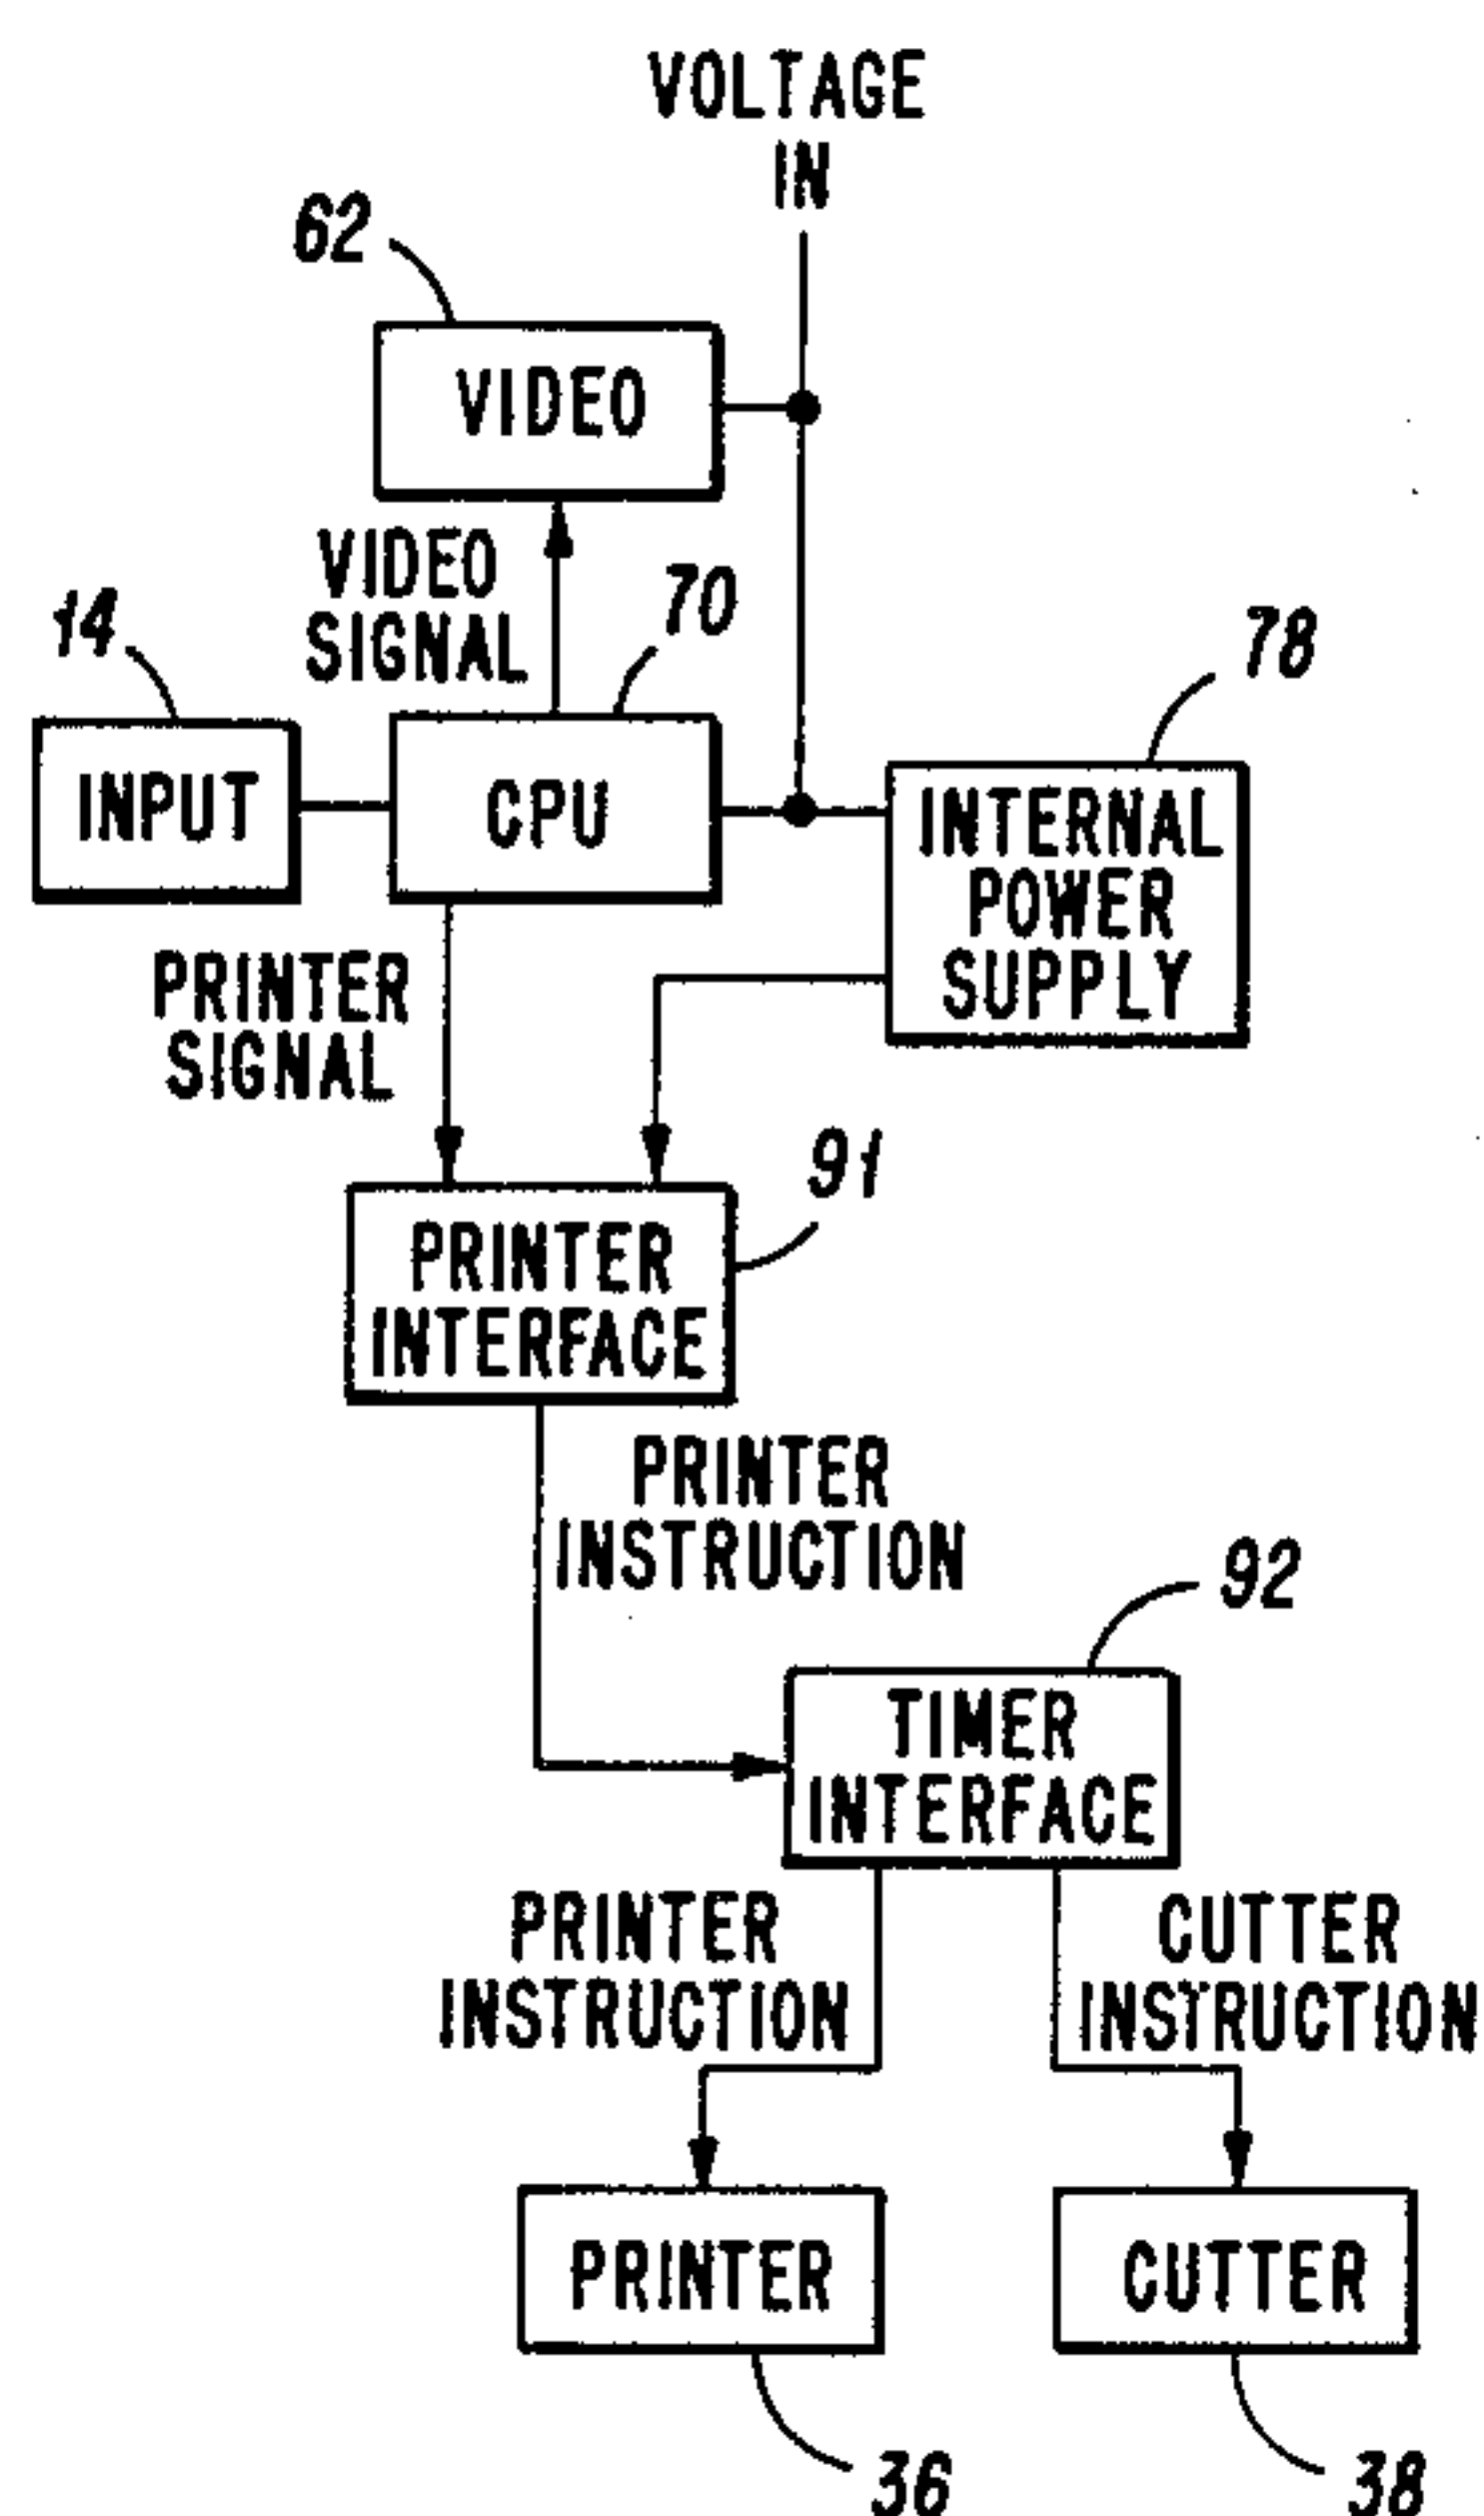 VOLTAGE
IN
62
VIDEO
VIDEO
SIGNAL
70
14
78
INPUT
CPU
INTERNAL
POWER
SUPPLY
PRINTER
SIGNAL
91
PRINTER
INTERFACE
PRINTER
INSTRUCTION
92
TIMER
INTERFACE
PRINTER
INSTRUCTION
CUTTER
INSTRUCTION
PRINTER
CUTTER
36
38